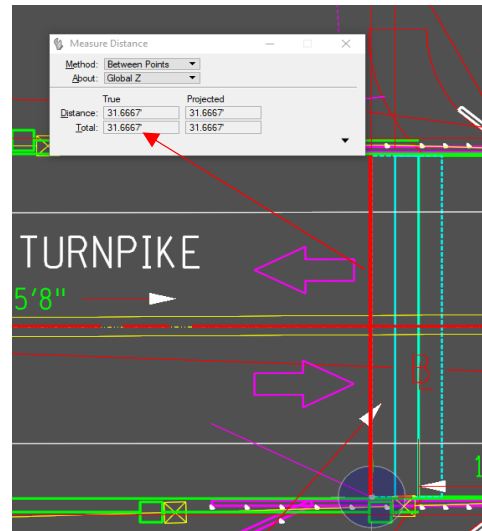 Measure Distance
Method: Between Points
About: Global Z
True Projected
Distance: 31.6667' 31.6667'
Total: 31.6667' 31.6667'
TURNPIKE
5'8"
B
1